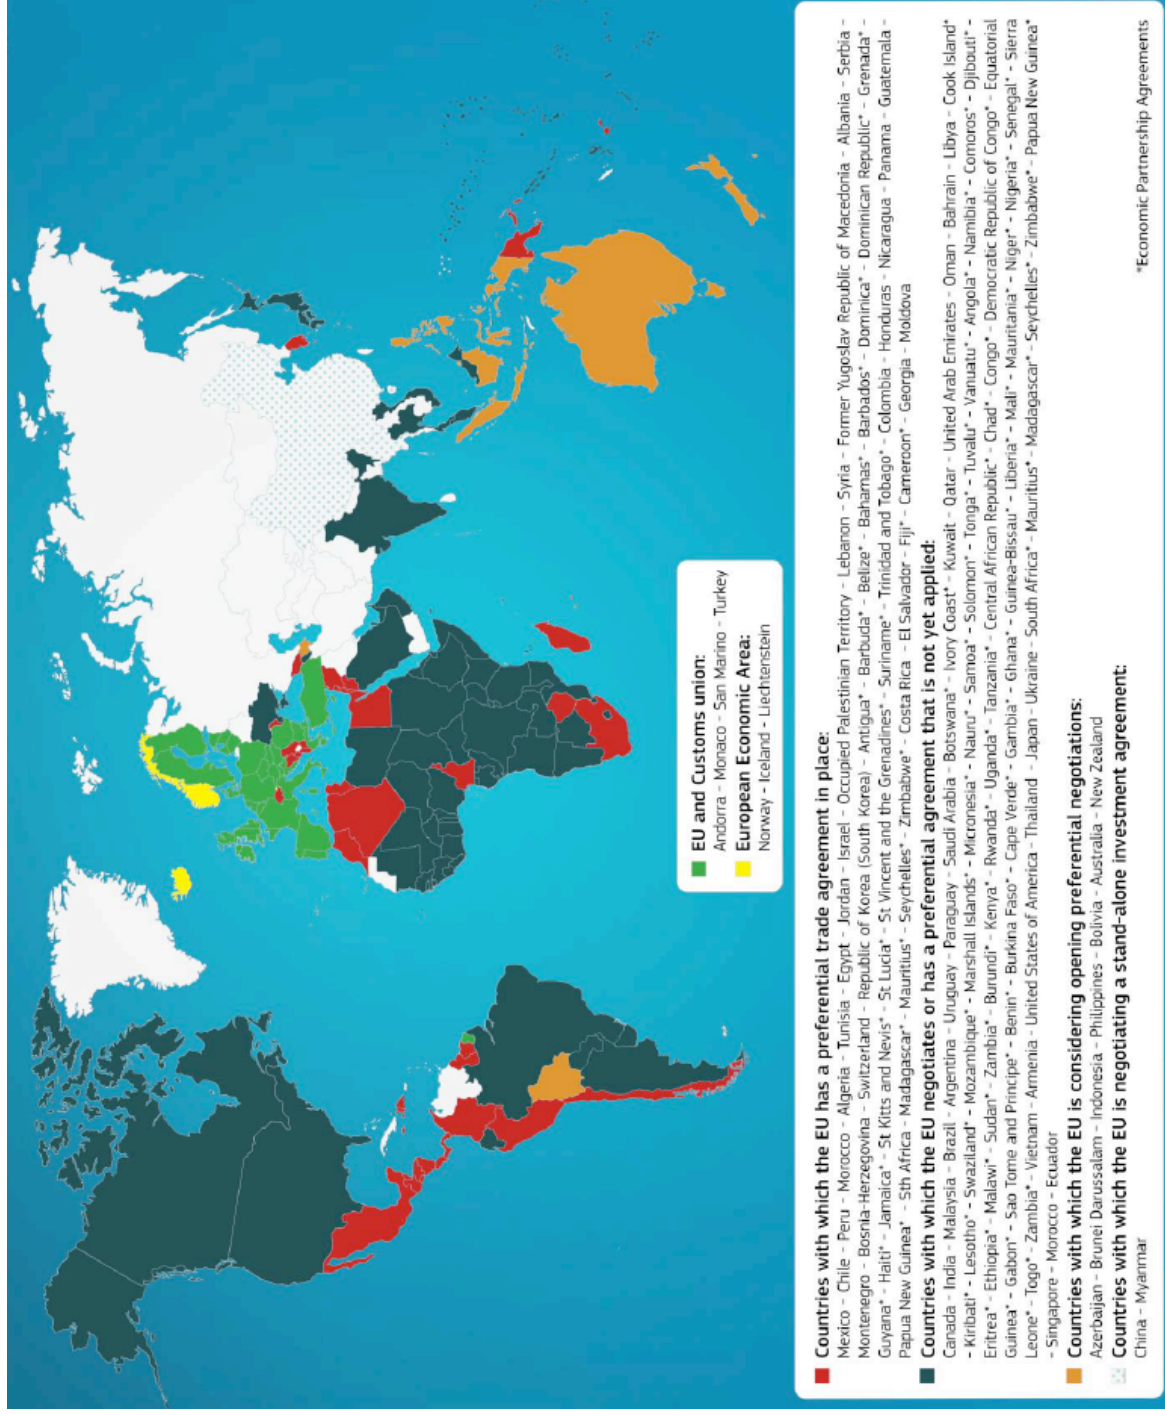 EU and Customs union:
Andorra - Monaco - San Marino - Turkey
European Economic Area:
Norway - Iceland - Liechtenstein
Countries with which the EU has a preferential trade agreement in place:
Mexico - Chile - Peru - Morocco - Algeria - Tunisia - Egypt - Jordan - Israel - Occupied Palestinian Territory - Lebanon - Syria - Former Yugoslav Republic of Macedonia - Albania - Serbia -
Montenegro - Bosnia-Herzegovina - Switzerland - Republic of Korea (South Korea) - Antigua* - Barbuda* - Belize* - Bahamas* - Barbados* - Dominica* - Dominican Republic* - Grenada* -
Guyana* - Haiti* - Jamaica* - St Kitts and Nevis* - St Lucia* - St Vincent and the Grenadines* - Suriname* - Trinidad and Tobago* - Colombia - Honduras - Nicaragua - Panama - Guatemala -
Papua New Guinea* - Sth Africa - Madagascar* - Mauritius* - Seychelles* - Zimbabwe* - Costa Rica - El Salvador - Fiji* - Cameroon* - Georgia - Moldova
Countries with which the EU negotiates or has a preferential agreement that is not yet applied:
Canada - India - Malaysia - Brazil - Argentina - Uruguay - Paraguay - Saudi Arabia - Botswana* - Ivory Coast* - Kuwait - Qatar - United Arab Emirates - Oman - Bahrain - Libya - Cook Island*
- Kiribati* - Lesotho* - Swaziland* - Mozambique* - Marshall Islands* - Micronesia* - Nauru* - Samoa* - Solomon* - Tonga* - Tuvalu* - Vanuatu* - Angola* - Namibia* - Comoros* - Djibouti* -
Eritrea* - Ethiopia* - Malawi* - Sudan* - Zambia* - Burundi* - Kenya* - Rwanda* - Uganda* - Tanzania* - Central African Republic* - Chad* - Congo* - Democratic Republic of Congo* - Equatorial
Guinea* - Gabon* - Sao Tome and Principe* - Benin* - Burkina Faso* - Cape Verde* - Gambia* - Ghana* - Guinea-Bissau* - Liberia* - Mali* - Mauritania* - Niger* - Nigeria* - Senegal* - Sierra
Leone* - Togo* - Zambia* - Vietnam - Armenia - United States of America - Thailand - Japan - Ukraine - South Africa* - Mauritius* - Madagascar* - Seychelles* - Zimbabwe* - Papua New Guinea*
- Singapore - Morocco - Ecuador
Countries with which the EU is considering opening preferential negotiations:
Azerbaijan - Brunei Darussalam - Indonesia - Philippines - Bolivia - Australia - New Zealand
Countries with which the EU is negotiating a stand-alone investment agreement:
China - Myanmar
*Economic Partnership Agreements